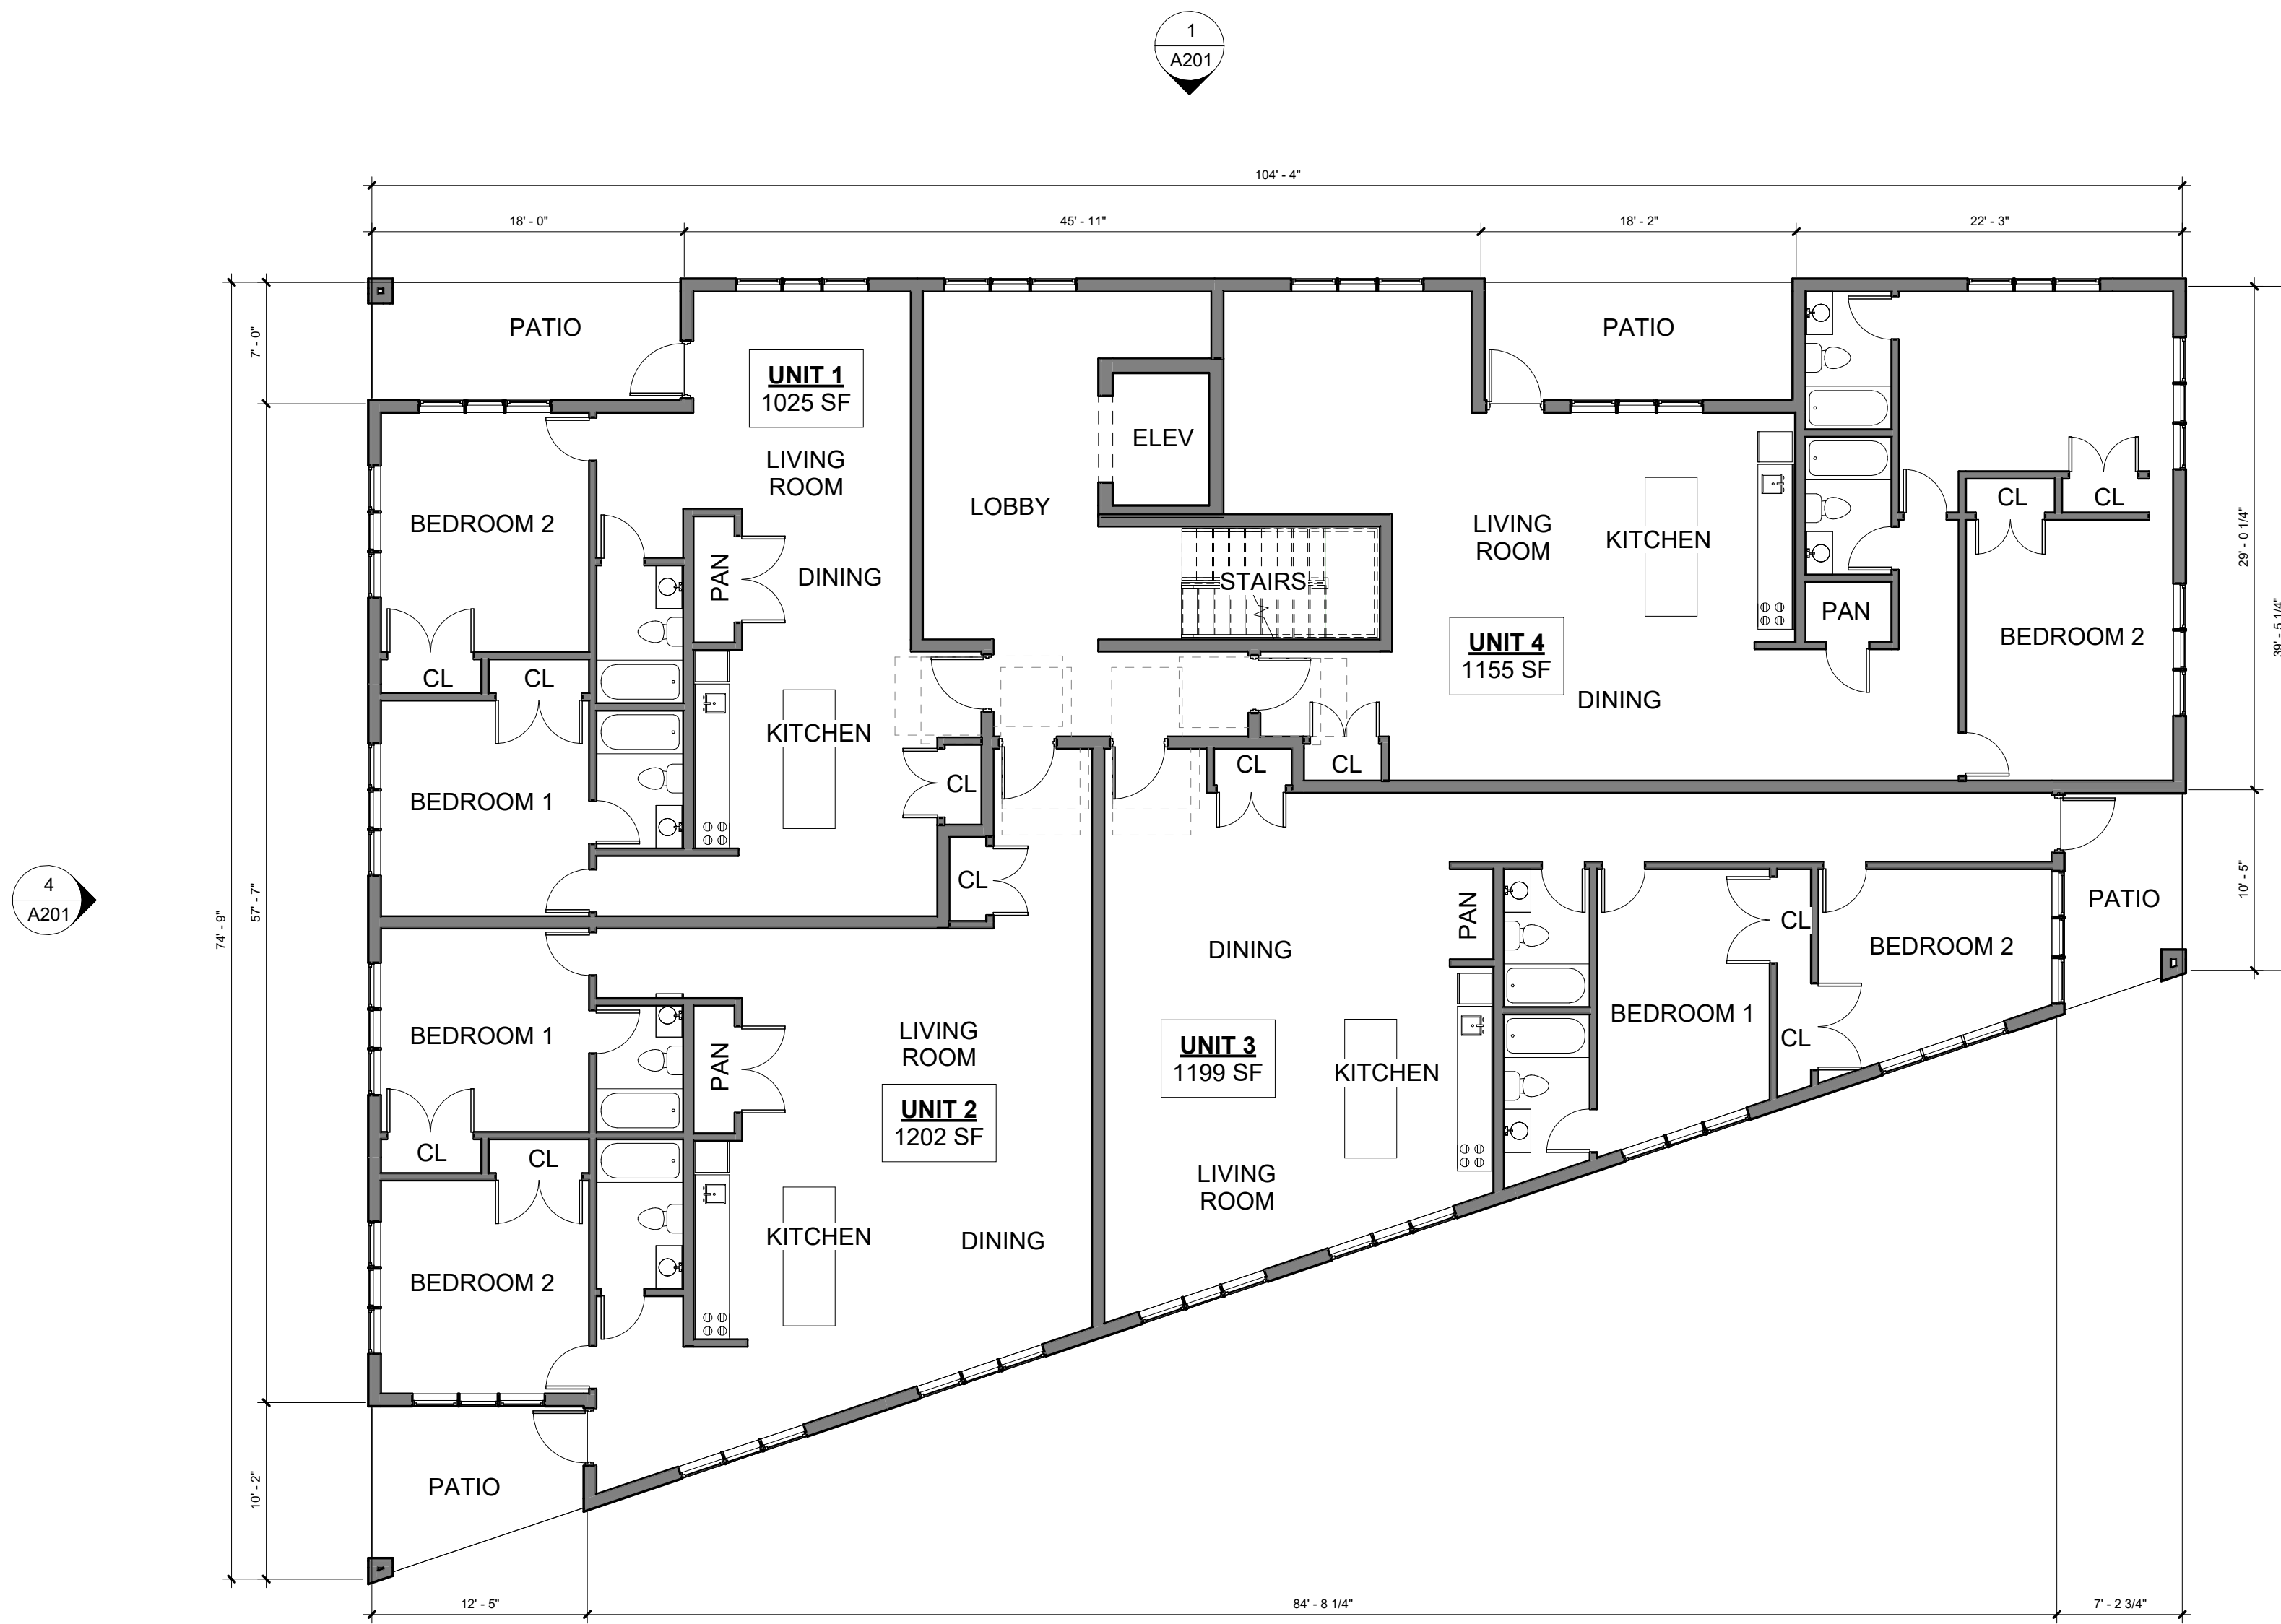 1
A201
104' - 4"
18' - 0"
45' - 11"
18' - 2"
22' - 3"
7' - 0"
PATIO
PATIO
UNIT 1
1025 SF
ELEV
LIVING
ROOM
LOBBY
BEDROOM 2
LIVING
ROOM
KITCHEN
CL
CL
29' - 0 1/4"
39' - 5 1/4"
PAN
DINING
STAIRS
PAN
UNIT 4
1155 SF
BEDROOM 2
CL
CL
DINING
KITCHEN
CL
CL
CL
BEDROOM 1
4
A201
74' - 9"
57' - 7"
CL
PAN
CL
PATIO
10' - 5"
DINING
BEDROOM 2
BEDROOM 1
LIVING
ROOM
UNIT 3
1199 SF
BEDROOM 1
CL
PAN
KITCHEN
UNIT 2
1202 SF
CL
CL
LIVING
ROOM
KITCHEN
DINING
BEDROOM 2
PATIO
10' - 2"
12' - 5"
84' - 8 1/4"
7' - 2 3/4"